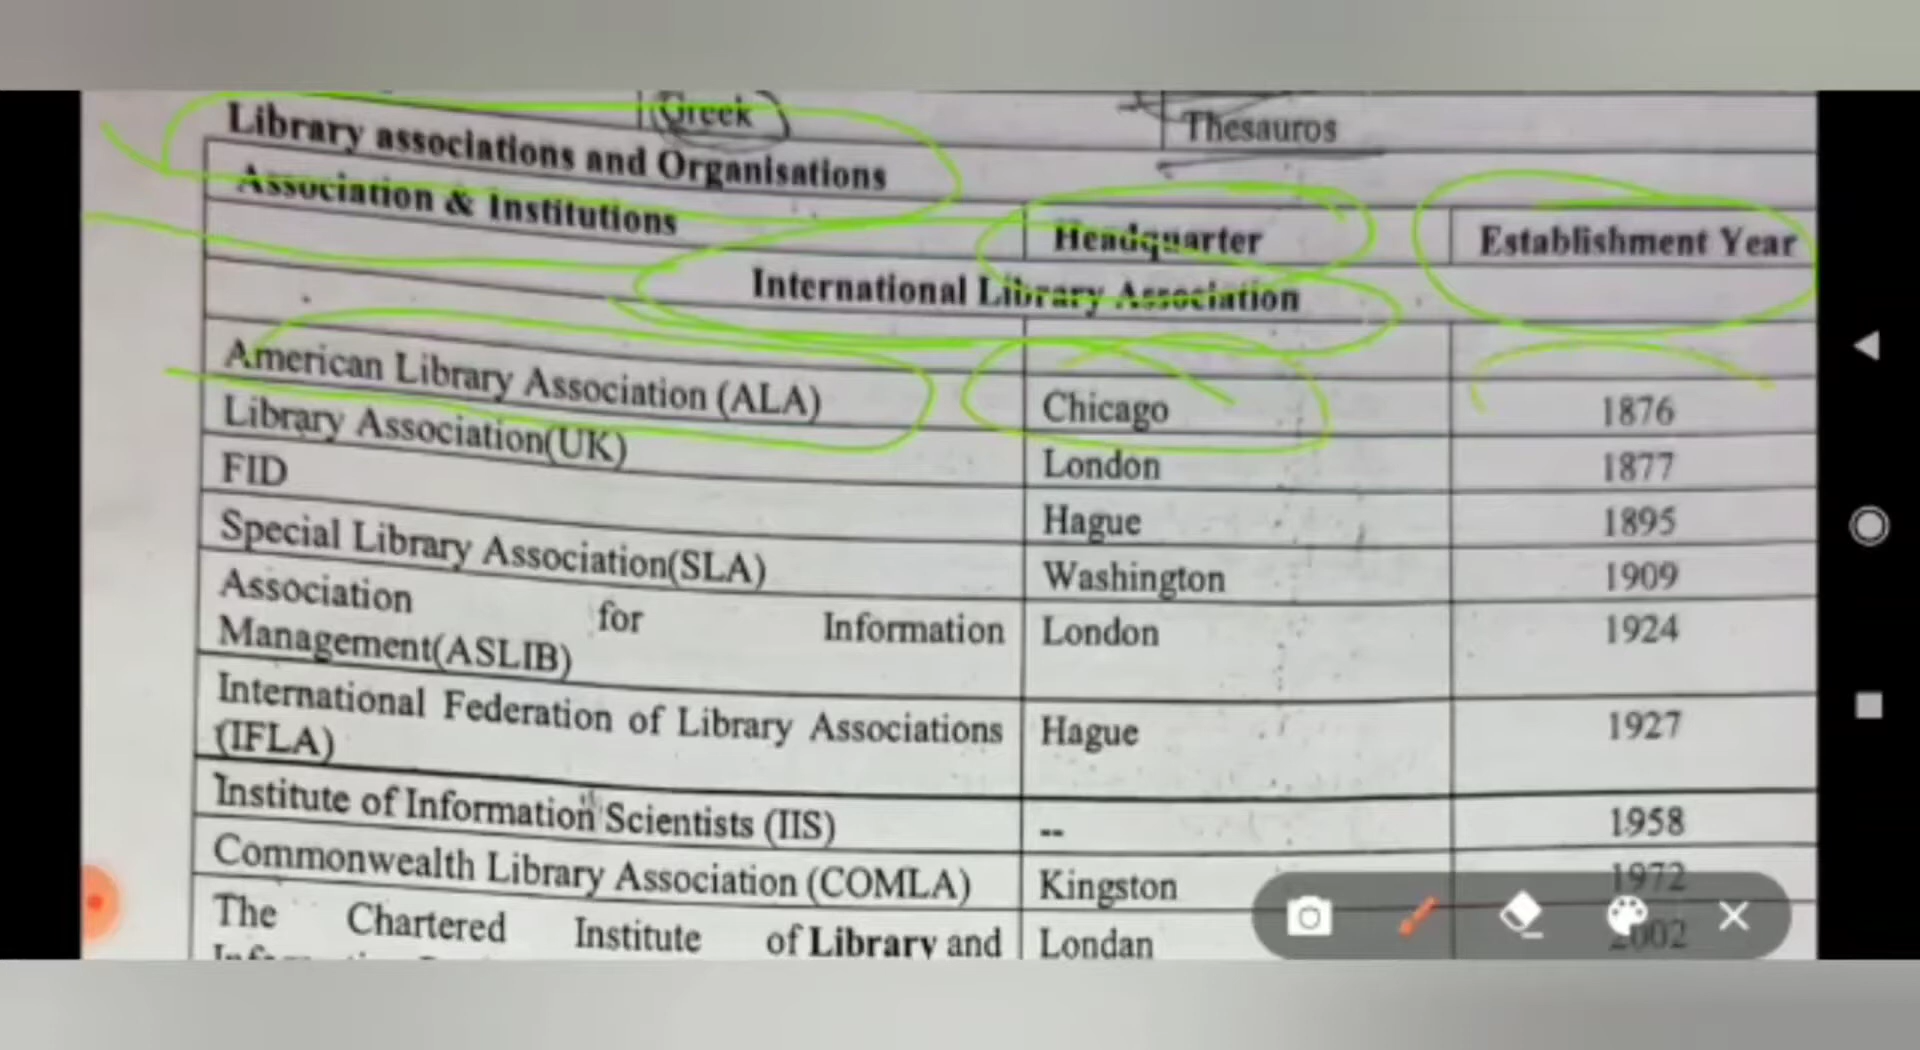 Greek Thesauros
Library associations and Organisations
Association & Institutions Headquarter Establishment Year
International Library Association
American Library Association (ALA) Chicago 1876
Library Association(UK) London 1877
FID Hague 1895
Special Library Association(SLA) Washington 1909
Association for Information London 1924
Management(ASLIB)
International Federation of Library Associations Hague 1927
(IFLA)
Institute of Information Scientists (IIS) -- 1958
Commonwealth Library Association (COMLA) Kingston 1972
The Chartered Institute of Library and Londan 2002